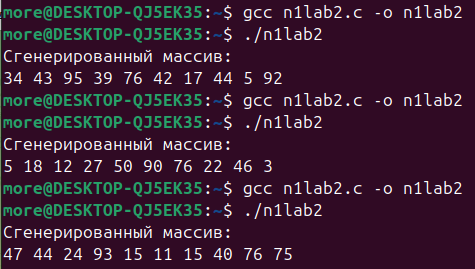 more@DESKTOP-QJ5EK35:~$ gcc n1lab2.c -o n1lab2
more@DESKTOP-QJ5EK35:~$ ./n1lab2
Сгенерированный массив:
34 43 95 39 76 42 17 44 5 92
more@DESKTOP-QJ5EK35:~$ gcc n1lab2.c -o n1lab2
more@DESKTOP-QJ5EK35:~$ ./n1lab2
Сгенерированный массив:
5 18 12 27 50 90 76 22 46 3
more@DESKTOP-QJ5EK35:~$ gcc n1lab2.c -o n1lab2
more@DESKTOP-QJ5EK35:~$ ./n1lab2
Сгенерированный массив:
47 44 24 93 15 11 15 40 76 75